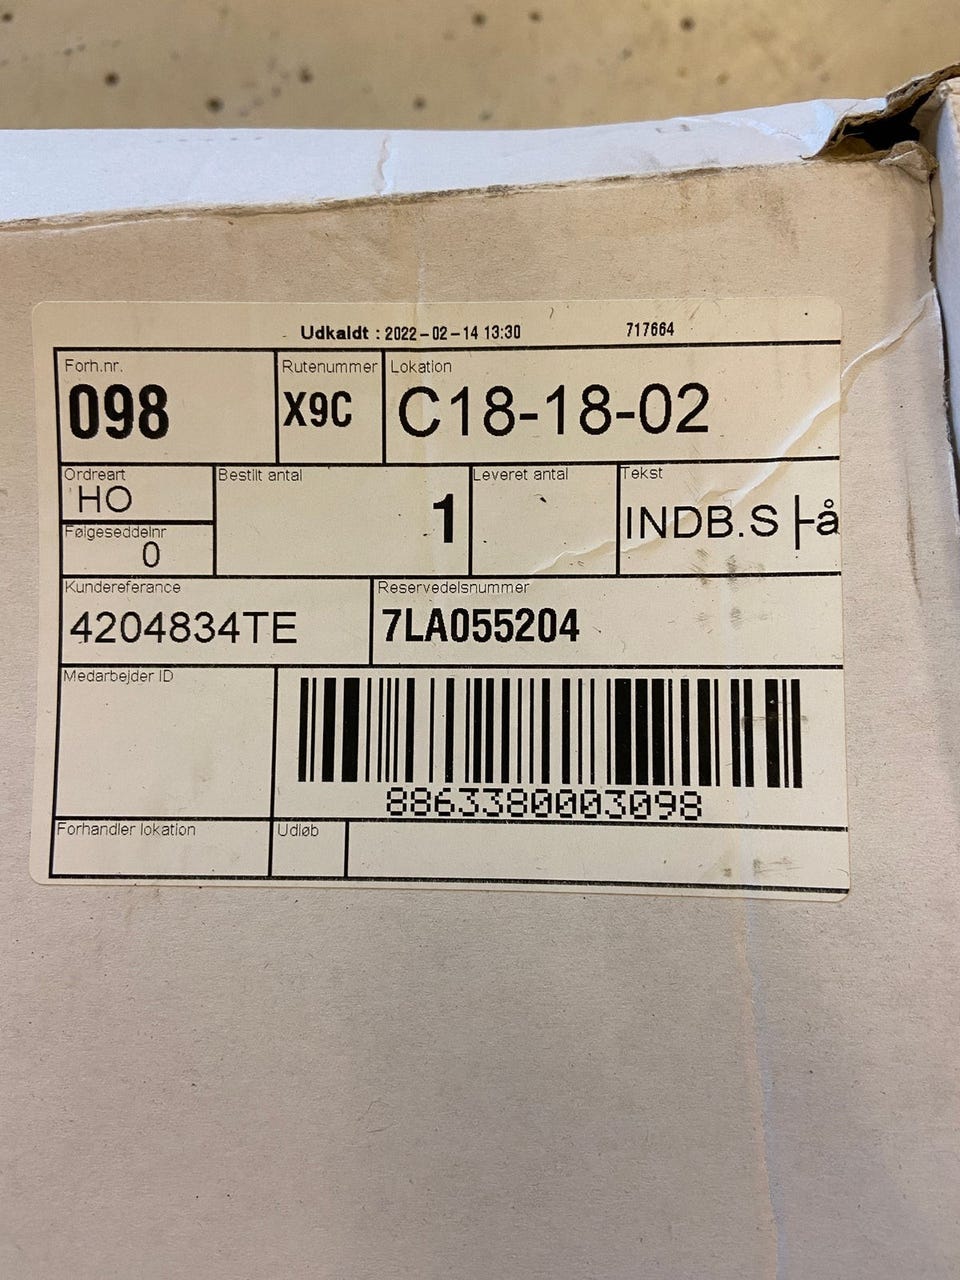 Udkaldt : 2022-02-14 13:30 717664
Forh.nr. Rutenummer Lokation
098 X9C C18-18-02
Ordreart Bestilt antal Leveret antal Tekst
HO
1 INDB.S
Følgeseddelnr
0
Kundereferance Reservedelsnummer
4204834TE 7LA055204
Medarbejder ID
8863380003098
Forhandler lokation Udløb